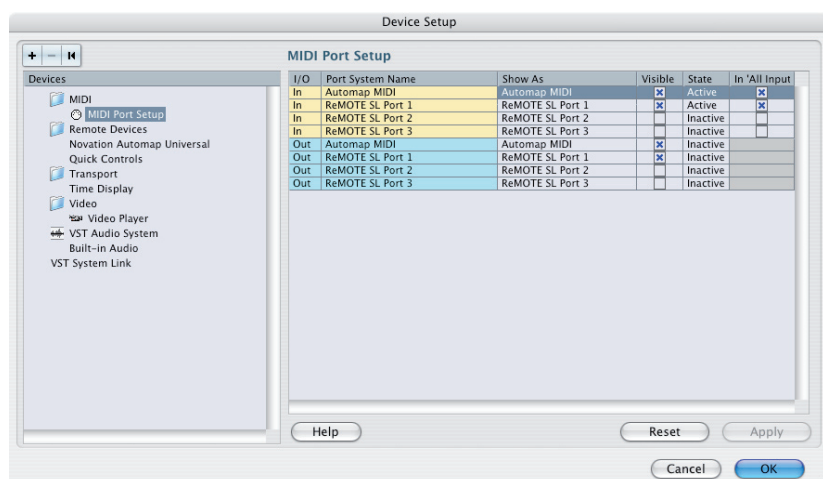 Device Setup
+ - 
Devices
MIDI
MIDI Port Setup
Remote Devices
Novation Automap Universal
Quick Controls
Transport
Time Display
Video
Video Player
VST Audio System
Built-in Audio
VST System Link
MIDI Port Setup
I/O Port System Name Show As Visible State In 'All Input
In Automap MIDI Automap MIDI Active
In ReMOTE SL Port 1 ReMOTE SL Port 1 Active
In ReMOTE SL Port 2 ReMOTE SL Port 2 Inactive
In ReMOTE SL Port 3 ReMOTE SL Port 3 Inactive
Out Automap MIDI Automap MIDI Inactive
Out ReMOTE SL Port 1 ReMOTE SL Port 1 Inactive
Out ReMOTE SL Port 2 ReMOTE SL Port 2 Inactive
Out ReMOTE SL Port 3 ReMOTE SL Port 3 Inactive
Help Reset Apply
Cancel OK